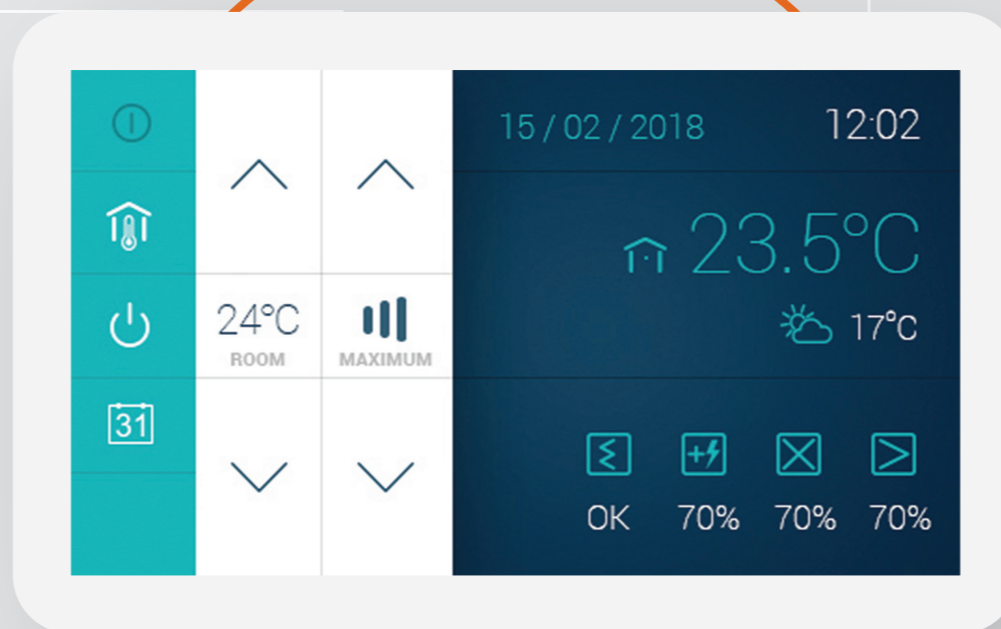 15 / 02 / 2018 12:02
23.5°C
17°C
24°C
ROOM
MAXIMUM
31
OK 70% 70% 70%